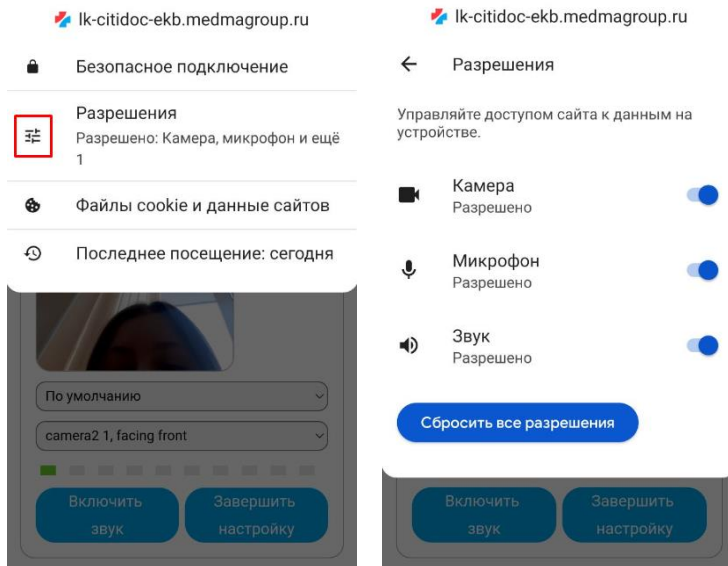 lk-citidoc-ekb.medmagroup.ru
Безопасное подключение
Разрешения
Разрешено: Камера, микрофон и ещё
1
Файлы cookie и данные сайтов
Последнее посещение: сегодня
По умолчанию
camera2 1, facing front
Включить
звук
Завершить
настройку
lk-citidoc-ekb.medmagroup.ru
Разрешения
Управляйте доступом сайта к данным на
устройстве.
Камера
Разрешено
Микрофон
Разрешено
Звук
Разрешено
Сбросить все разрешения
Включить
звук
Завершить
настройку